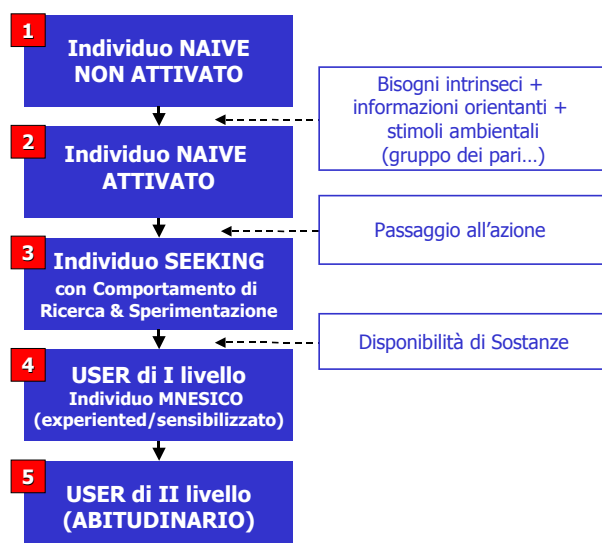 1
Individuo NAIVE
NON ATTIVATO
Bisogni intrinseci +
informazioni orientanti +
stimoli ambientali
(gruppo dei pari...)
2
Individuo NAIVE
ATTIVATO
Passaggio all'azione
3
Individuo SEEKING
con Comportamento di
Ricerca & Sperimentazione
Disponibilità di Sostanze
4
USER di I livello
Individuo MNESICO
(experiented/sensibilizzato)
5
USER di II livello
(ABITUDINARIO)